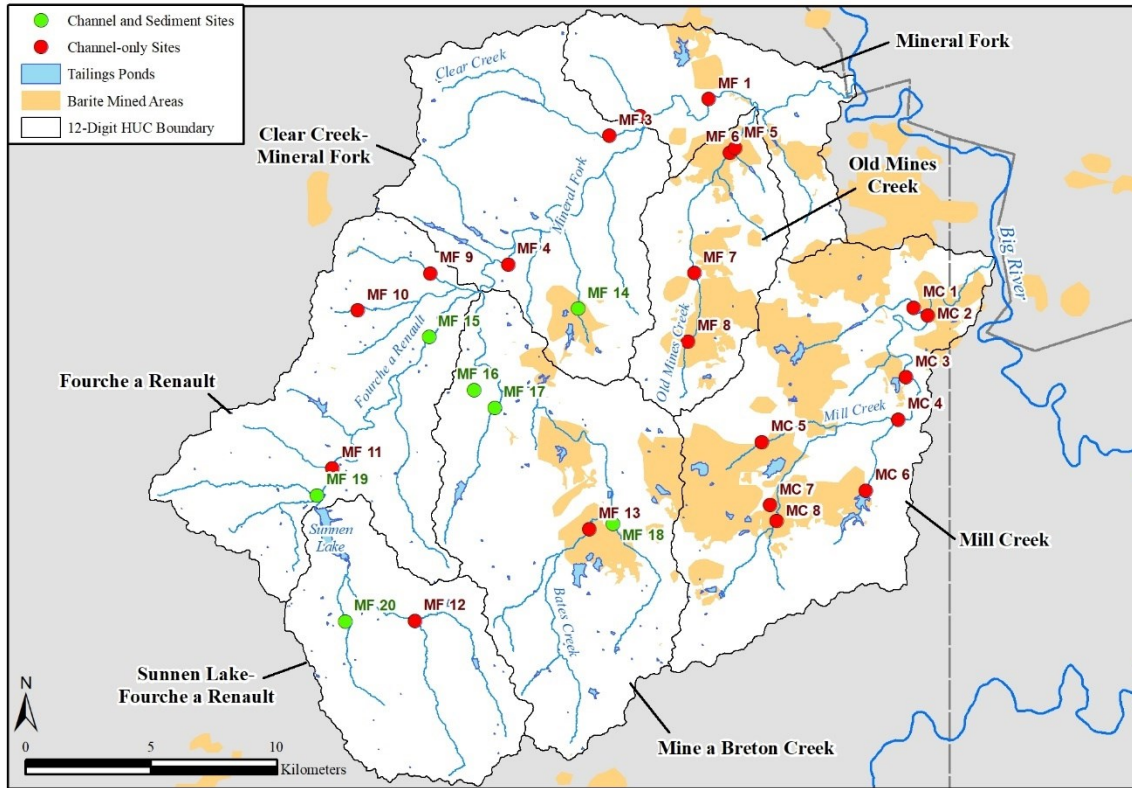 Channel and Sediment Sites
Channel-only Sites
Tailings Ponds
Barite Mined Areas
12-Digit HUC Boundary
Mineral Fork
Clear Creek
MF 1
MF 3
MF 5
MF 6
Clear Creek-
Mineral Fork
Old Mines
Creek
Mineral Fork
Big River
MF 4
MF 9
MF 7
MF 10
MF 14
MC 1
MC 2
MF 15
MF 8
Fourche a Renault
Old Mines Creek
MC 3
Fourche a Renault
MF 16
MF 17
Mill Creek
MC 4
MC 5
MF 11
MF 19
MC 6
MC 7
MC 8
MF 13
MF 18
Sunnen
Lake
Mill Creek
Bates Creek
MF 20
MF 12
Sunnen Lake-
Fourche a Renault
Mine a Breton Creek
N
0 5 10
Kilometers